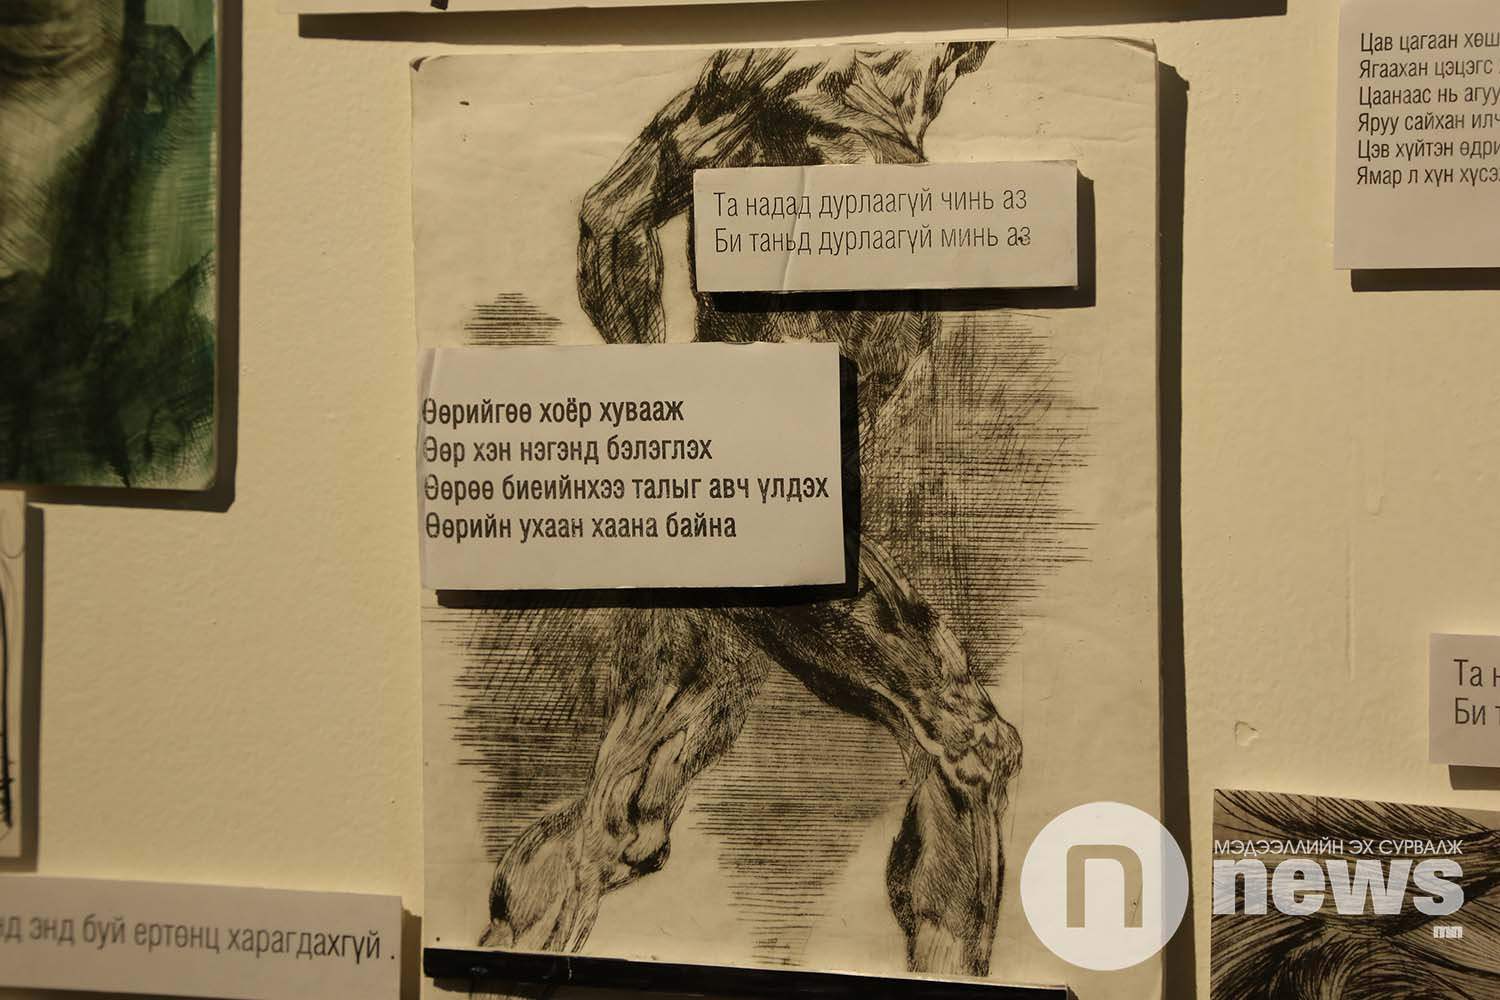 Цав цагаан
Ягаахан цэцэгс
Цаанаас нь
Яруу сайхан
Цэв хүйтэн
Ямар л хүн
Та надад дурлаагүй чинь аз
Би таньд дурлаагүй минь аз
Өөрийгөө хоёр хувааж
Өөр хэн нэгэнд бэлэглэх
Өөрөө биеийнхээ талыг авч үлдэх
Өөрийн ухаан хаана байна
Та
Би
энд буй ертөнц харагдахгүй .
МЭДЭЭЛЛИЙН ЭХ СУРВАЛЖ
n news
mn